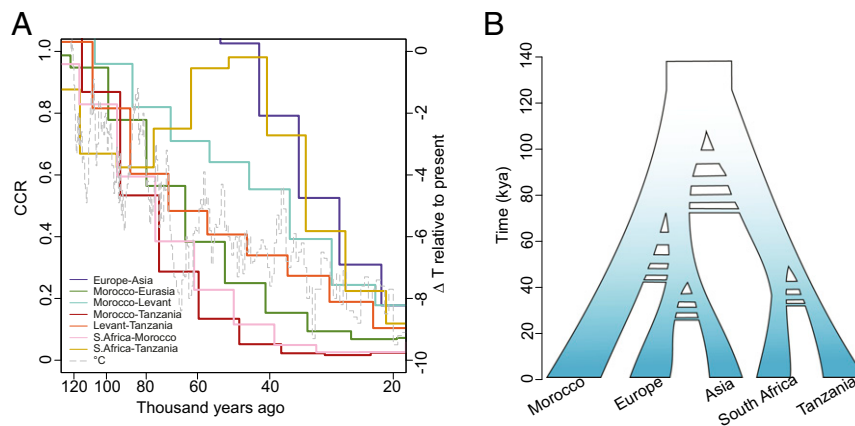 A
B
1.0
0.8
0.6
0.4
0.2
0
CCR
0
-2
-4
-6
-8
-10
Δ T relative to present
Europe-Asia
Morocco-Eurasia
Morocco-Levant
Morocco-Tanzania
Levant-Tanzania
S.Africa-Morocco
S.Africa-Tanzania
°C
120 100 80 60 40 20
Thousand years ago
140
120
100
80
60
40
20
0
Time (kya)
Morocco Europe Asia South Africa Tanzania